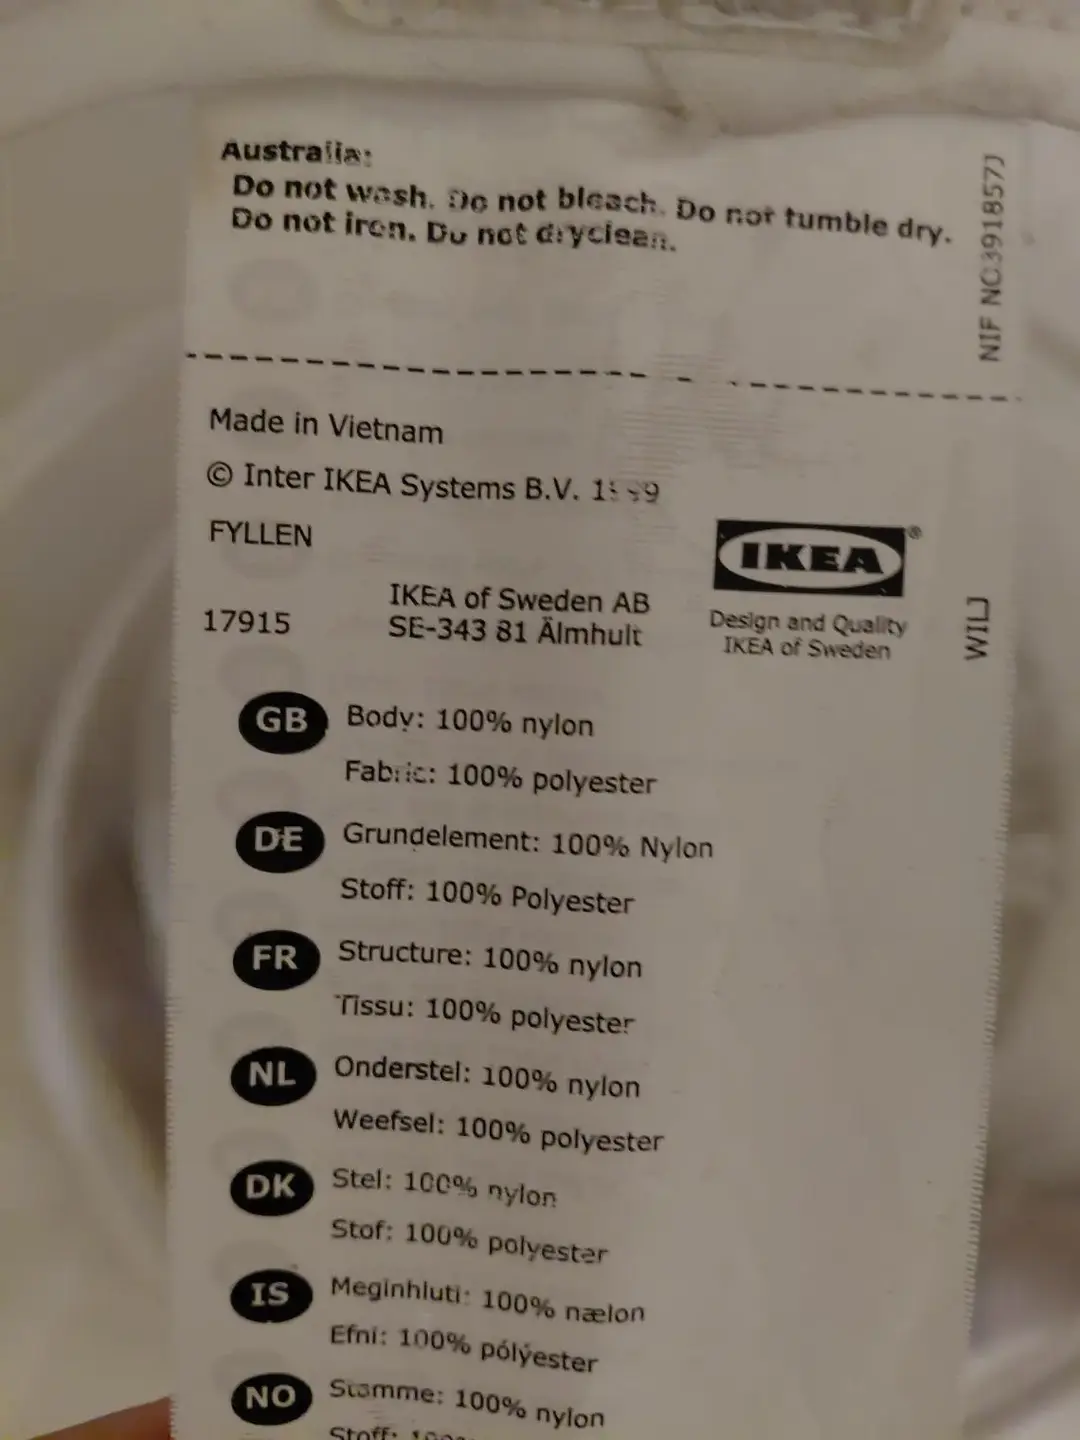 Australia:
Do not wash. Do not bleach. Do not tumble dry.
Do not iron. Do not dryclean.
Made in Vietnam
© Inter IKEA Systems B.V. 1999
FYLLEN
17915
IKEA of Sweden AB
SE-343 81 Älmhult
IKEA®
Design and Quality
IKEA of Sweden
GB Body: 100% nylon
Fabric: 100% polyester
DE Grundelement: 100% Nylon
Stoff: 100% Polyester
FR Structure: 100% nylon
Tissu: 100% polyester
NL Onderstel: 100% nylon
Weefsel: 100% polyester
DK Stel: 100% nylon
Stof: 100% polyester
IS Meginhluti: 100% nælon
Efni: 100% pólýester
NO Stamme: 100% nylon
Stoff:
NIF